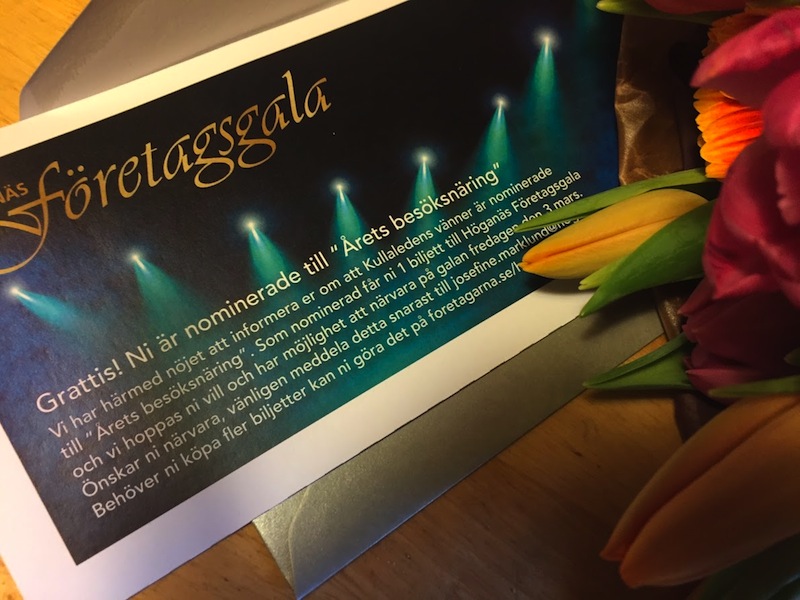 NÄS
företagsgala
Grattis! Ni är nominerade till " Årets besöksnäring"
Vi har härmed nöjet att informera er om att Kullaledens vänner är nominerade
till " Årets besöksnäring" . Som nominerad får ni 1 biljett till Höganäs Företagsgala
och vi hoppas ni vill och har möjlighet att närvara på galan fredagen den 3 mars.
Önskar ni närvara, vänligen meddela detta snarast till josefine.marklund@
Behöver ni köpa fler biljetter kan ni göra det på foretagarna.se/